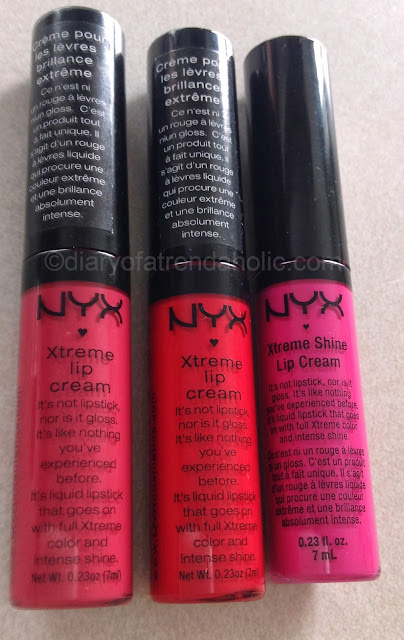 Crème pour
les lèvres
brillance
extrême
Ce n'est ni
un rouge à lèvres
niun gloss. C'est
un produit tout
à fait unique. Il
s'agit d'un rouge
à lèvres liquide
qui procure une
couleur extrême
et une brillance
absolument
intense.
NYX
Xtreme
lip
cream
It's not lipstick,
nor is it gloss.
It's like nothing
you've
experienced
before.
It's liquid lipstick
that goes on
with full Xtreme
color and
intense shine.
Net Wt. 0.23oz (7ml)
Crème pour
les lèvres
brillance
extrême
Ce n'est ni
un rouge à lèvres
niun gloss. C'est
un produit tout
à fait unique. Il
s'agit d'un rouge
à lèvres liquide
qui procure une
couleur extrême
et une brillance
absolument
intense.
NYX
Xtreme
lip
cream
It's not lipstick,
nor is it gloss.
It's like nothing
you've
experienced
before.
It's liquid lipstick
that goes on
with full Xtreme
color and
intense shine.
Net Wt. 0.23oz (7ml)
NYX
Xtreme Shine
Lip Cream
It's not lipstick, nor is it
gloss. It's like nothing
you've experienced before.
It's liquid lipstick that goes
on with full Xtreme color
and intense shine.
Ce n'est ni un rouge à lèvres
ni un gloss. C'est un produit
tout à fait unique. Il s'agit
d'un rouge à lèvres liquide
qui procure une couleur
extrême et une brillance
absolument intense.
0.23 fl. oz.
7 mL
©diaryofatrendaholic.com